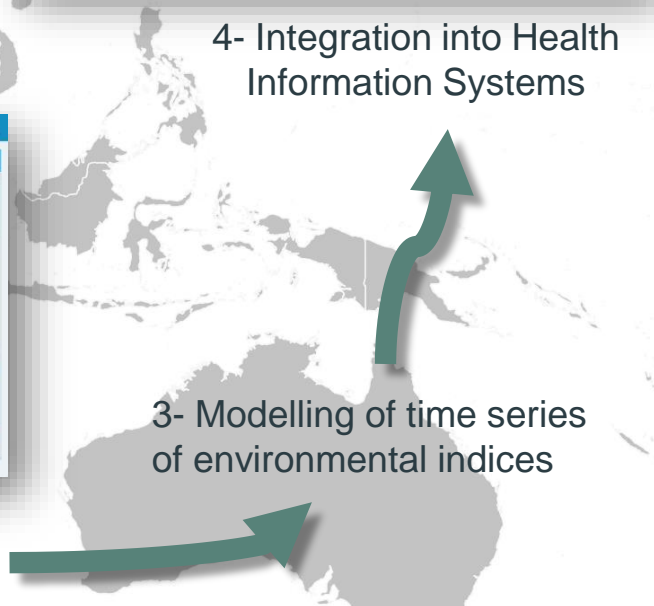 4- Integration into Health
Information Systems
3- Modelling of time series
of environmental indices